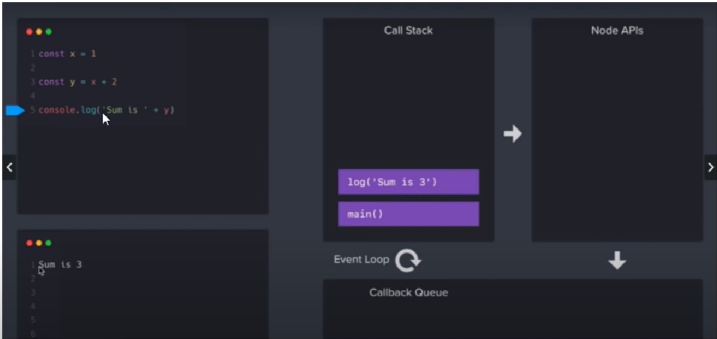 1 const x = 1
2
3 const y = x + 2
4
5 console.log('Sum is ' + y)
Call Stack
log('Sum is 3')
main()
Node APIs
Event Loop
Callback Queue
1 Sum is 3
2
3
4
5
6